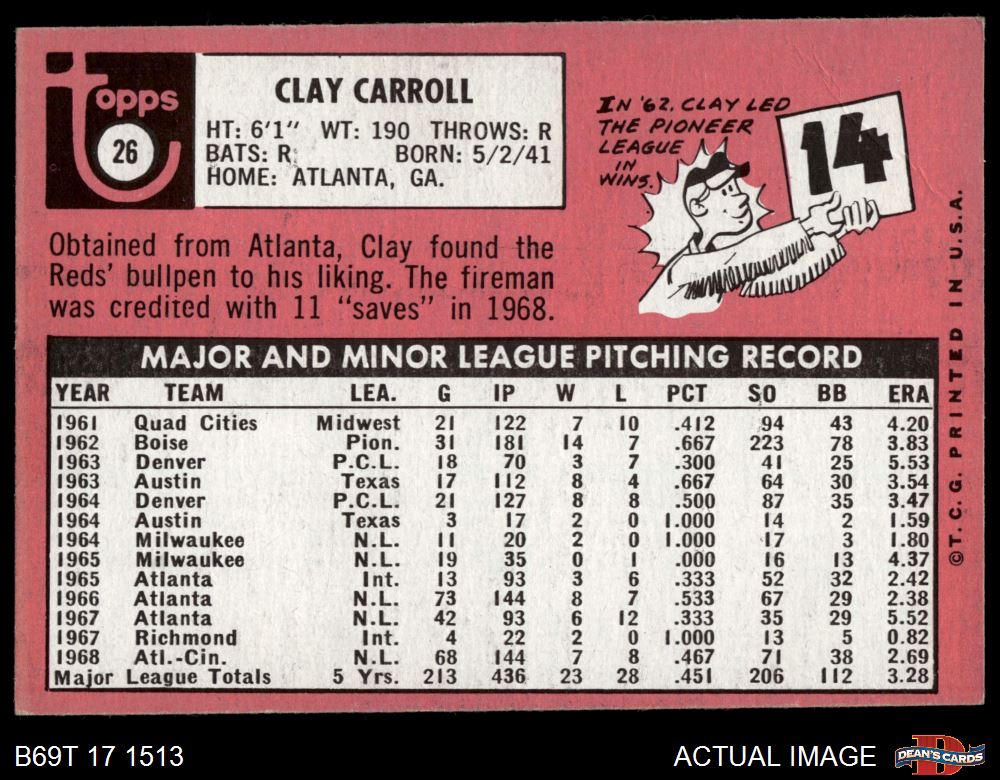 topps
26
CLAY CARROLL
HT: 6'1" WT: 190 THROWS: R
BATS: R BORN: 5/2/41
HOME: ATLANTA, GA.
IN '62, CLAY LED
THE PIONEER
LEAGUE
IN
WINS.
14
Obtained from Atlanta, Clay found the
Reds' bullpen to his liking. The fireman
was credited with 11 “saves” in 1968.
MAJOR AND MINOR LEAGUE PITCHING RECORD
YEAR TEAM LEA. G IP W L PCT SO BB ERA
1961 Quad Cities Midwest 21 122 7 10 .412 94 43 4.20
1962 Boise Pion. 31 181 14 7 .667 223 78 3.83
1963 Denver P.C.L. 18 70 3 7 .300 41 25 5.53
1963 Austin Texas 17 112 8 4 .667 64 30 3.54
1964 Denver P.C.L. 21 127 8 8 .500 87 35 3.47
1964 Austin Texas 3 17 2 0 1.000 14 2 1.59
1964 Milwaukee N.L. 11 20 2 0 1.000 17 3 1.80
1965 Milwaukee N.L. 19 35 0 1 .000 16 13 4.37
1965 Atlanta Int. 13 93 3 6 .333 52 32 2.42
1966 Atlanta N.L. 73 144 8 7 .533 67 29 2.38
1967 Atlanta N.L. 42 93 6 12 .333 35 29 5.52
1967 Richmond Int. 4 22 2 0 1.000 13 5 0.82
1968 Atl.-Cin. N.L. 68 144 7 8 .467 71 38 2.69
Major League Totals 5 Yrs. 213 436 23 28 .451 206 112 3.28
©T.C.G. PRINTED IN U.S.A.
B69T 17 1513
ACTUAL IMAGE
DEAN'S CARDS